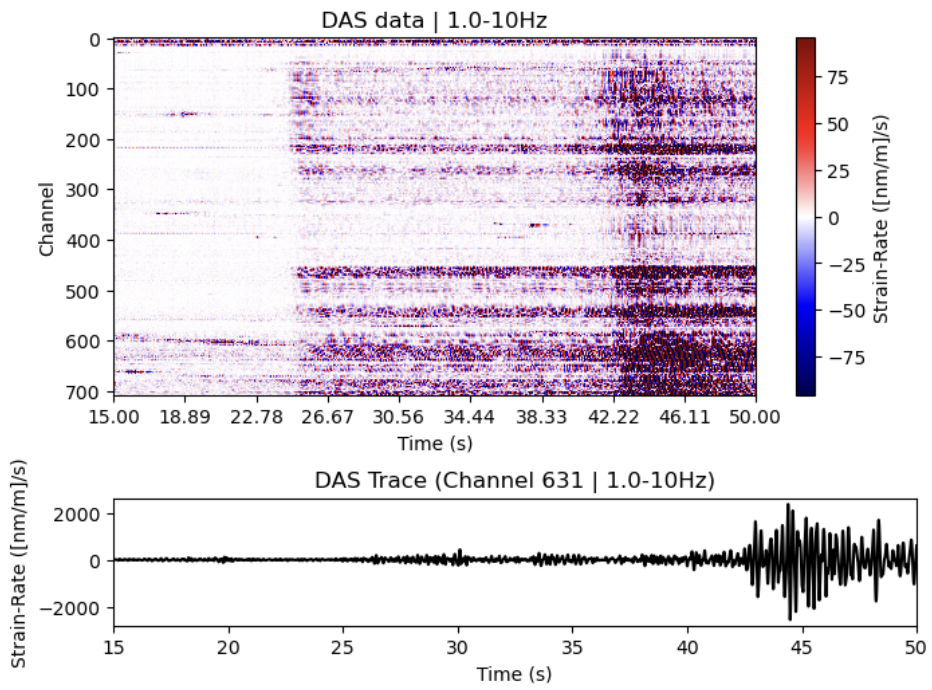 DAS data | 1.0-10Hz
0
100
200
300
400
500
600
700
Channel
15.00 18.89 22.78 26.67 30.56 34.44 38.33 42.22 46.11 50.00
Time (s)
75
50
25
0
−25
−50
−75
Strain-Rate ([nm/m]/s)
DAS Trace (Channel 631 | 1.0-10Hz)
2000
0
−2000
Strain-Rate ([nm/m]/s)
15 20 25 30 35 40 45 50
Time (s)